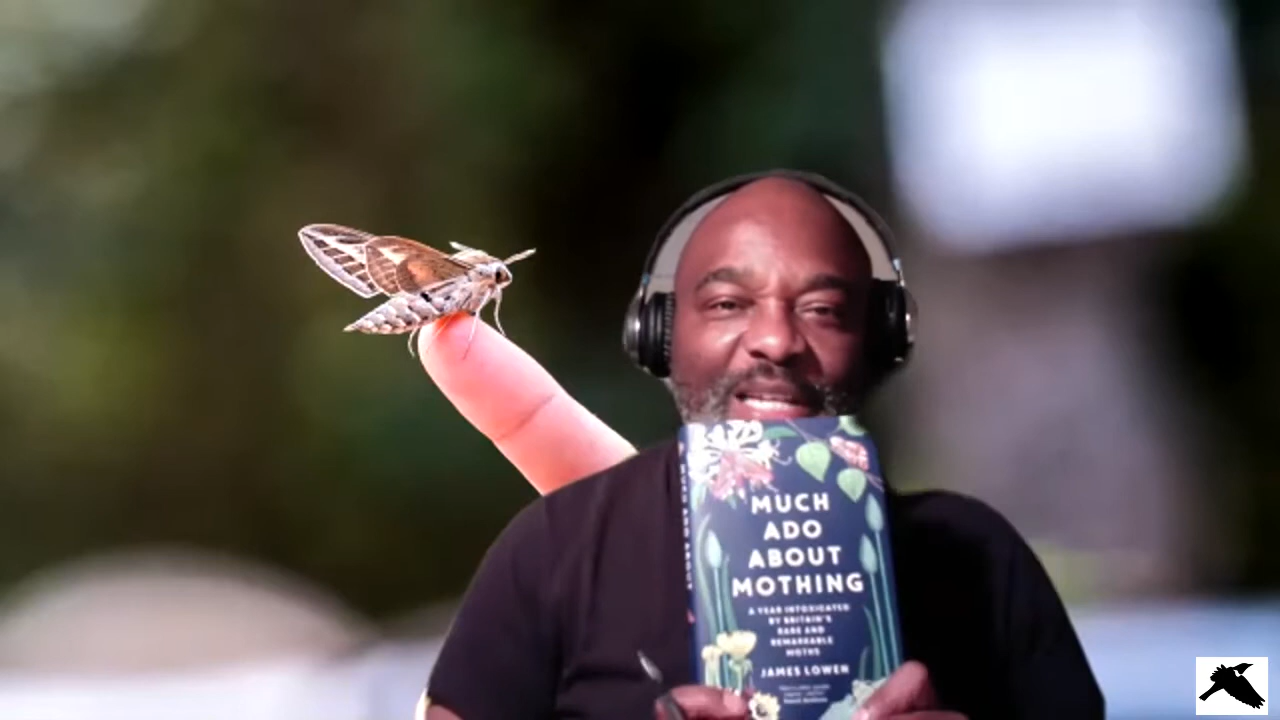 MUCH
ADO
ABOUT
MOTHING
A YEAR INTOXICATED
BY BRITAIN'S
RARE AND
REMARKABLE
MOTHS
JAMES LOWEN